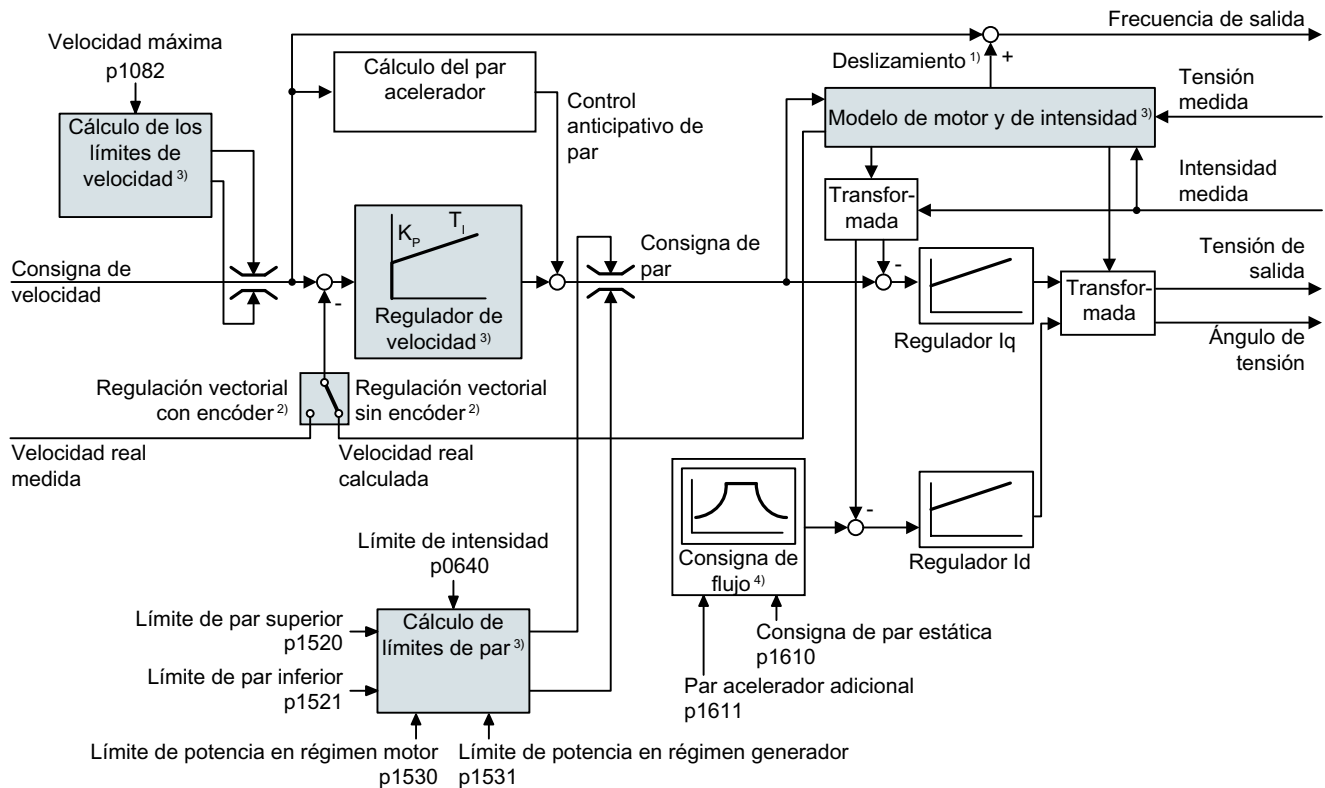 Frecuencia de salida
Velocidad máxima
p1082
Cálculo del par
acelerador
Deslizamiento 1)
+
Tensión
medida
Control
anticipativo de
par
Cálculo de los
límites de
velocidad 3)
Modelo de motor y de intensidad 3)
Intensidad
medida
Transfor-
mada
KP
TI
Consigna de
par
-
Tensión de
salida
Consigna de
velocidad
-
Transfor-
mada
Regulador de
velocidad 3)
Regulador Iq
Ángulo de
tensión
Regulación vectorial
con encóder 2)
Regulación vectorial
sin encóder 2)
Velocidad real
medida
Velocidad real
calculada
-
Consigna de
flujo 4)
Regulador Id
Límite de intensidad
p0640
Límite de par superior
p1520
Cálculo de
límites de par 3)
Consigna de par estática
p1610
Límite de par inferior
p1521
Par acelerador adicional
p1611
Límite de potencia en régimen motor
p1530
Límite de potencia en régimen generador
p1531